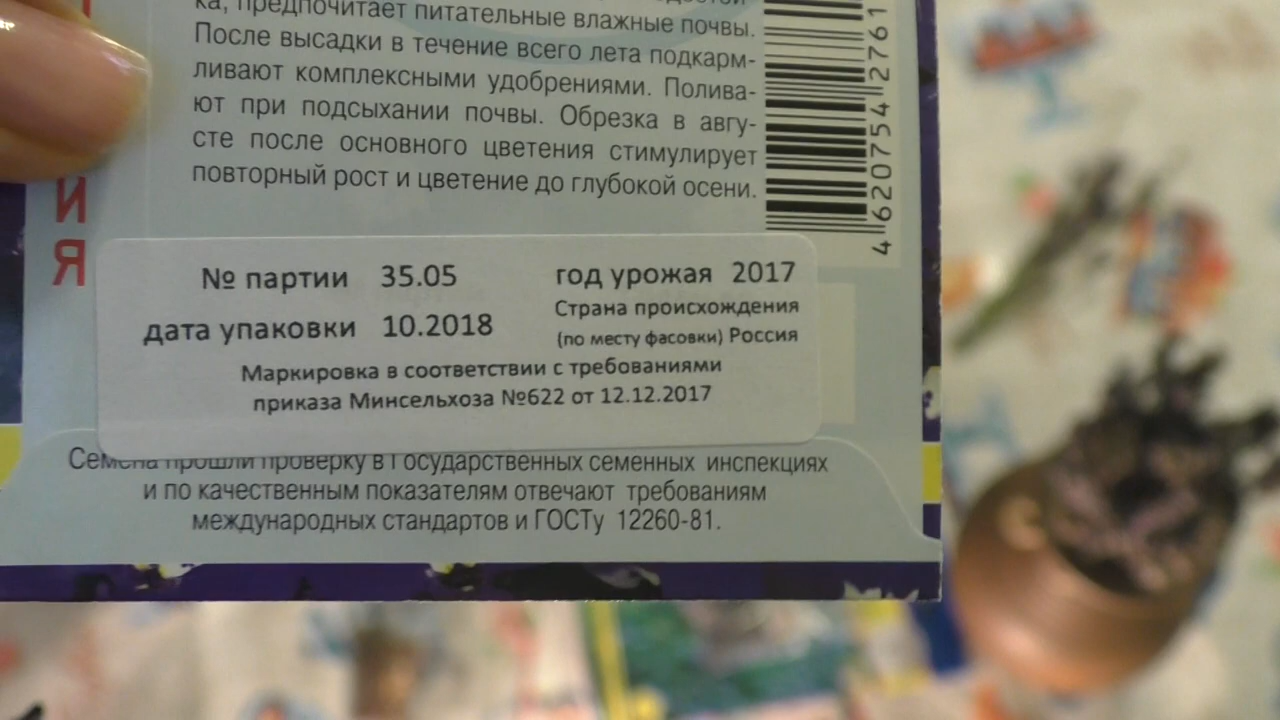 ка, предпочитает питательные влажные почвы.
После высадки в течение всего лета подкарм-
ливают комплексными удобрениями. Полива-
ют при подсыхании почвы. Обрезка в авгу-
сте после основного цветения стимулирует
повторный рост и цветение до глубокой осени.
4 620754 12761
И
Я
№ партии 35.05
дата упаковки 10.2018
год урожая 2017
Страна происхождения
(по месту фасовки) Россия
Маркировка в соответствии с требованиями
приказа Минсельхоза №622 от 12.12.2017
Семена прошли проверку в Государственных семенных инспекциях
и по качественным показателям отвечают требованиям
международных стандартов и ГОСТу 12260-81.